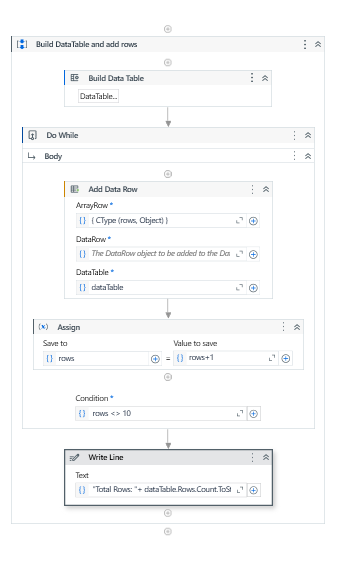 Build DataTable and add rows
Build Data Table
DataTable...
Do While
Body
Add Data Row
ArrayRow *
{ CType (rows, Object) }
DataRow *
The DataRow object to be added to the Da
DataTable *
dataTable
Assign
Save to
Value to save
rows
=
rows+1
Condition *
rows <> 10
Write Line
Text
"Total Rows: "+ dataTable.Rows.Count.ToSt